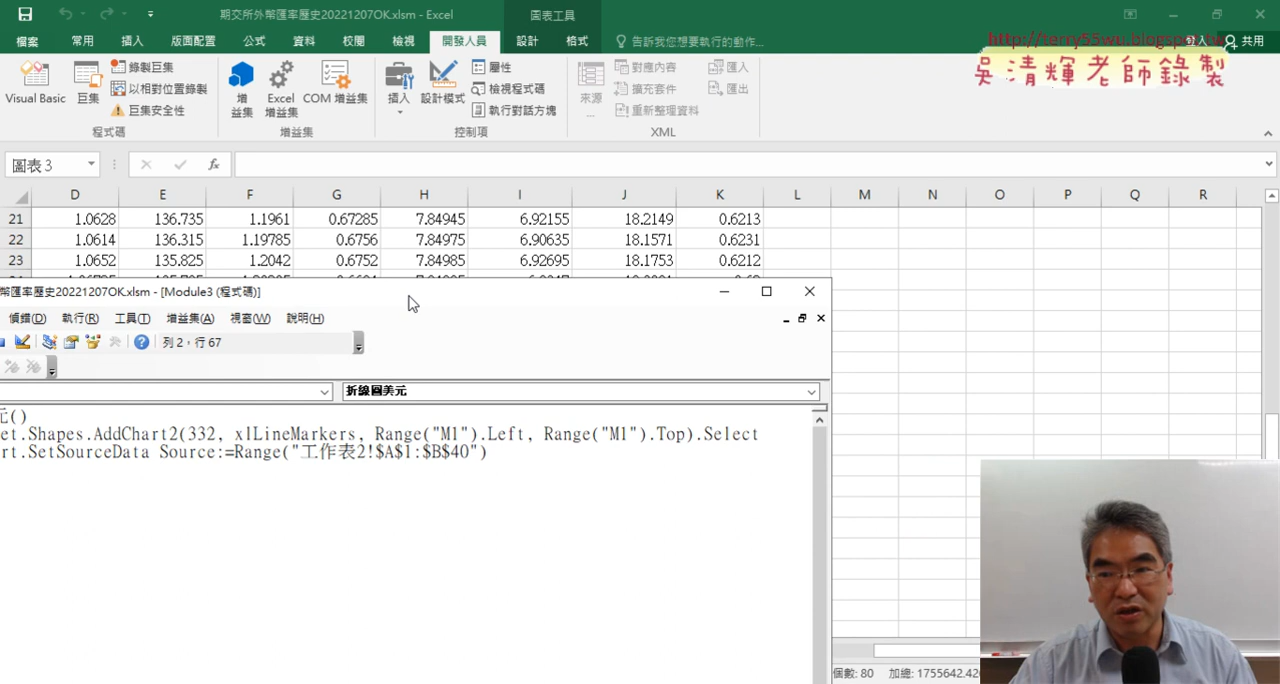 期交所外幣匯率歷史20221207OK.xlsm - Excel
圖表工具
檔案 常用 插入 版面配置 公式 資料 校閱 檢視 開發人員 設計 格式 告訴我您想要執行的動作... 共用
http://terry55wu.blogspot.tw
吳清輝老師錄製
Visual Basic 巨集 錄製巨集 以相對位置錄製 巨集安全性
程式碼
增益集 Excel 增益集 COM 增益集
增益集
插入 設計模式 屬性 檢視程式碼 執行對話方塊
控制項
來源... 對應內容 擴充套件 重新整理資料 匯入 匯出
XML
圖表 3 fx
D E F G H I J K L M N O P Q R
21 1.0628 136.735 1.1961 0.67285 7.84945 6.92155 18.2149 0.6213
22 1.0614 136.315 1.19785 0.6756 7.84975 6.90635 18.1571 0.6231
23 1.0652 135.825 1.2042 0.6752 7.84985 6.92695 18.1753 0.6212
幣匯率歷史20221207OK.xlsm - [Module3 (程式碼)]
偵錯(D) 執行(R) 工具(T) 增益集(A) 視窗(W) 說明(H)
列 2，行 67
折線圖美元
元()
et.Shapes.AddChart2(332, xlLineMarkers, Range("M1").Left, Range("M1").Top).Select
rt.SetSourceData Source:=Range("工作表2!$A$1:$B$40")
個數: 80 加總: 1755642.42